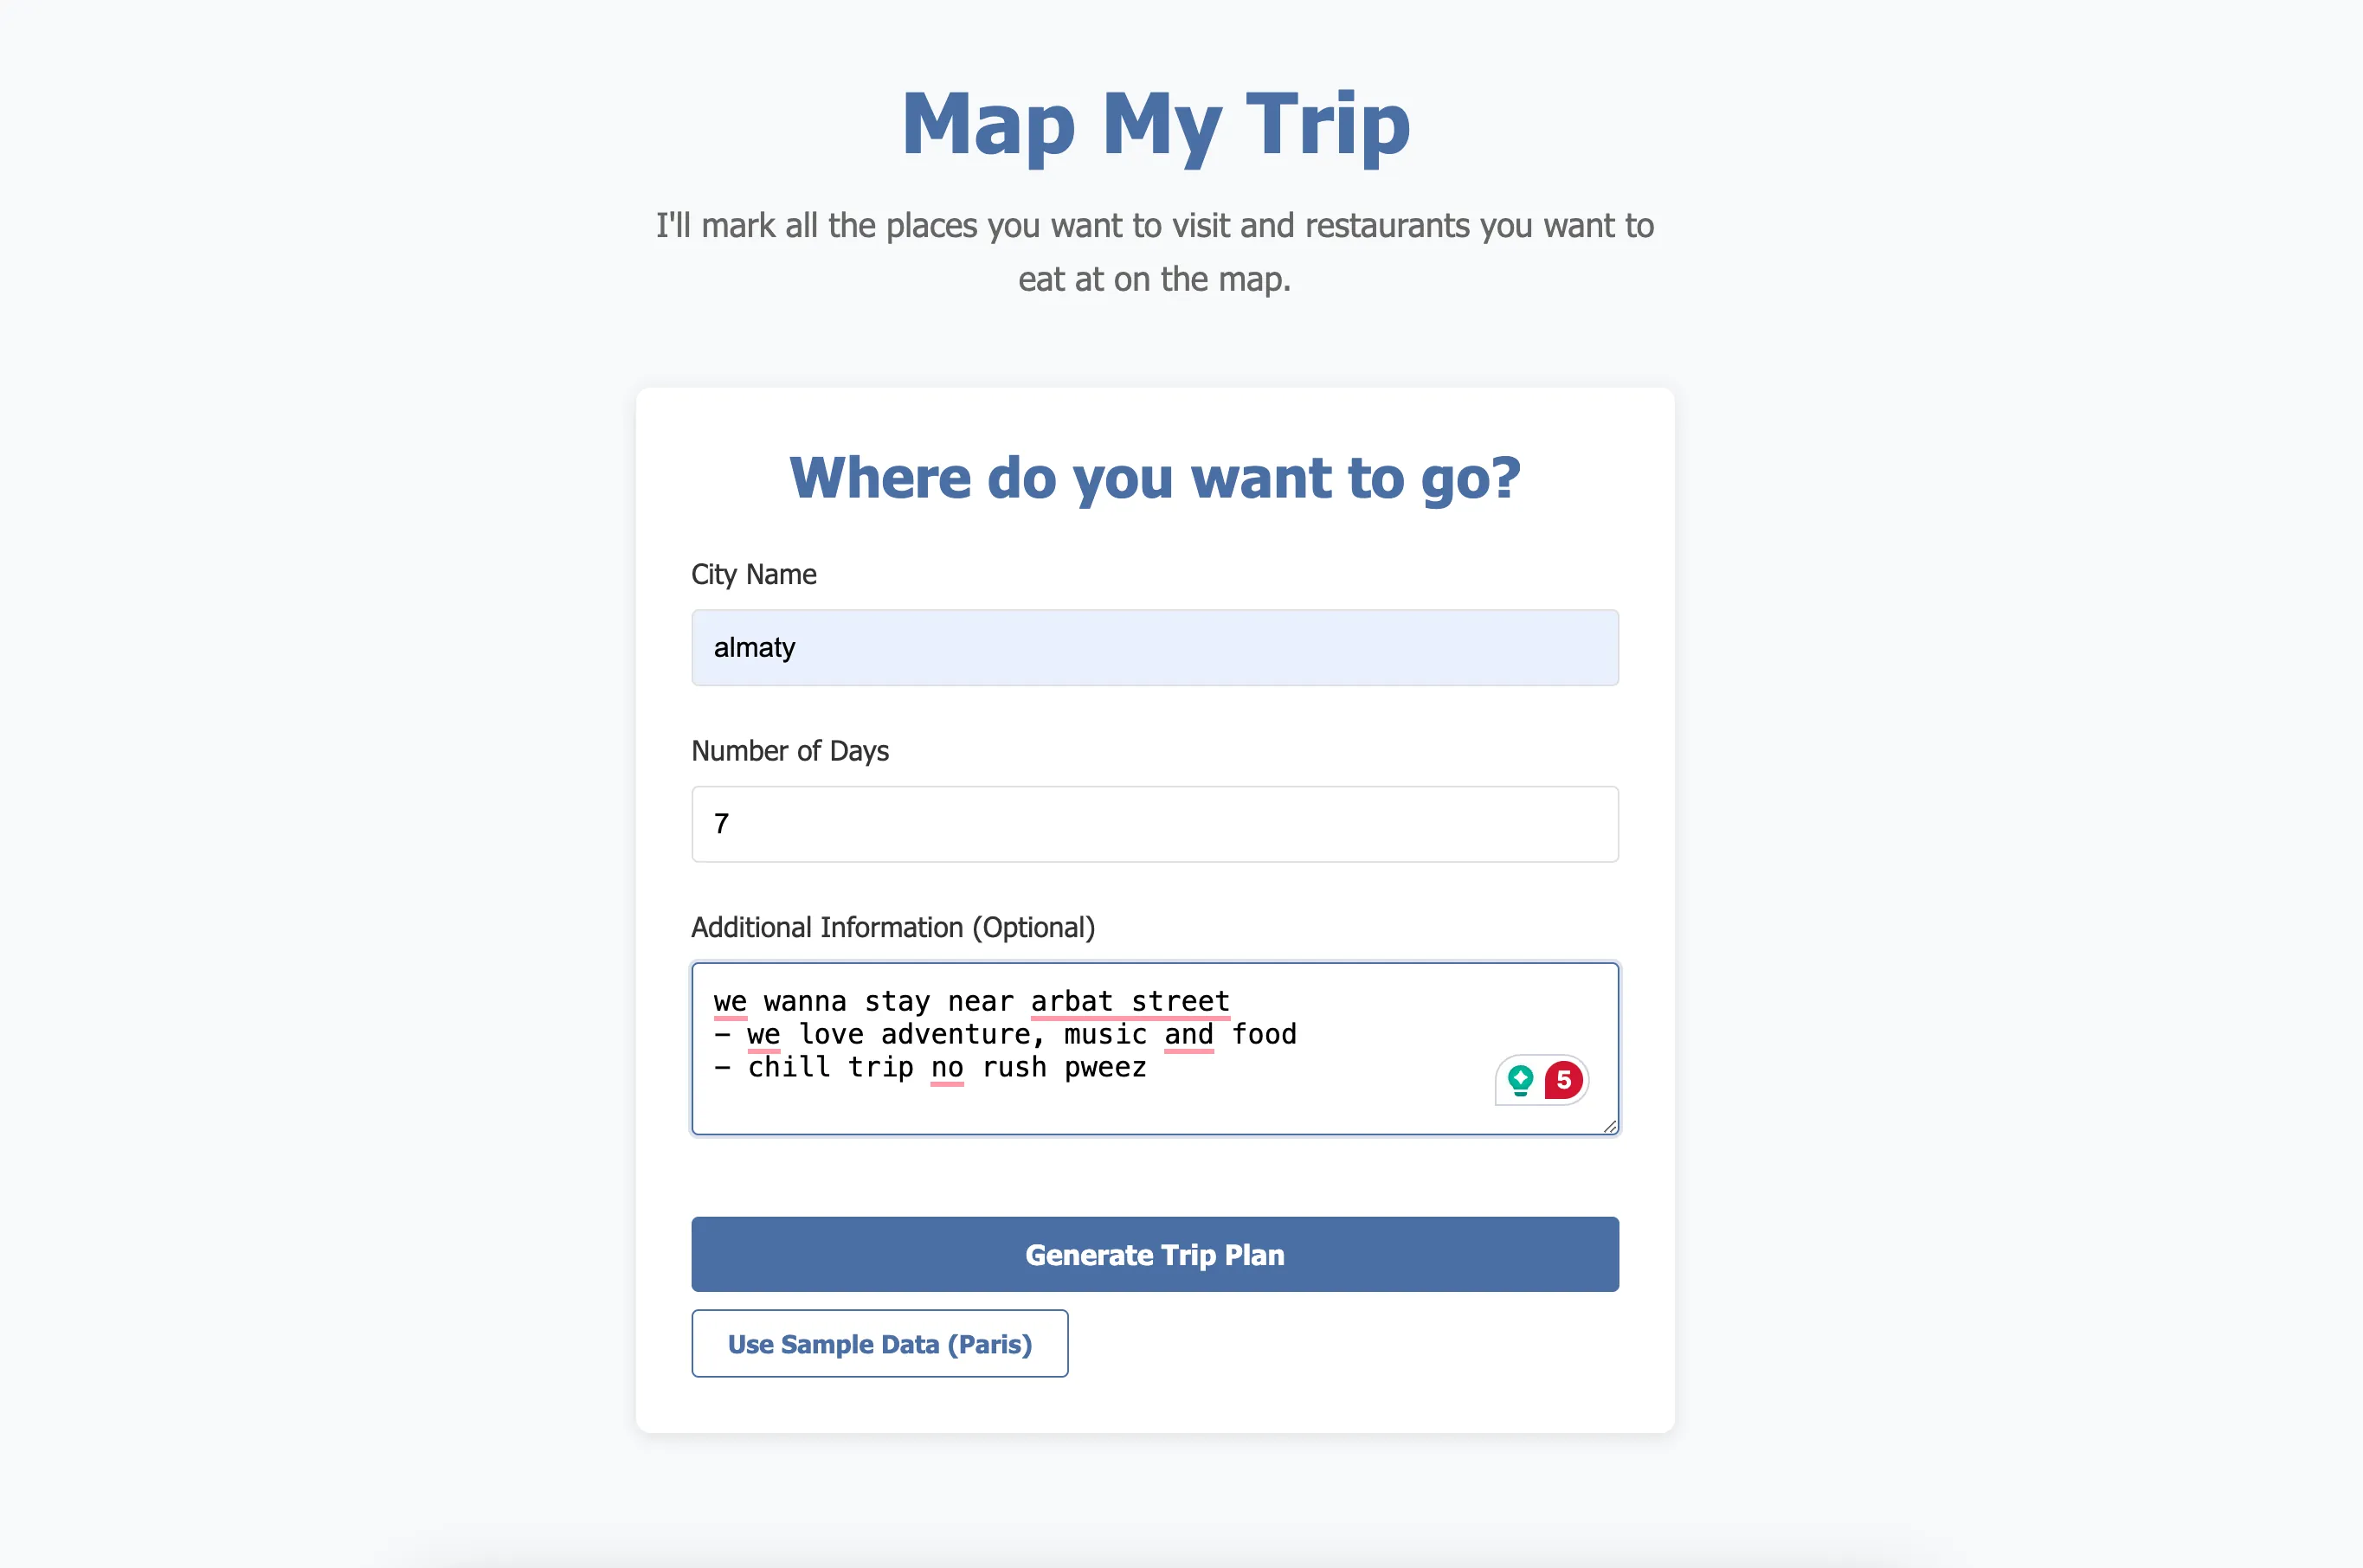 Map My Trip
I'll mark all the places you want to visit and restaurants you want to
eat at on the map.
Where do you want to go?
City Name
almaty
Number of Days
7
Additional Information (Optional)
we wanna stay near arbat street
- we love adventure, music and food
- chill trip no rush pweez
5
Generate Trip Plan
Use Sample Data (Paris)